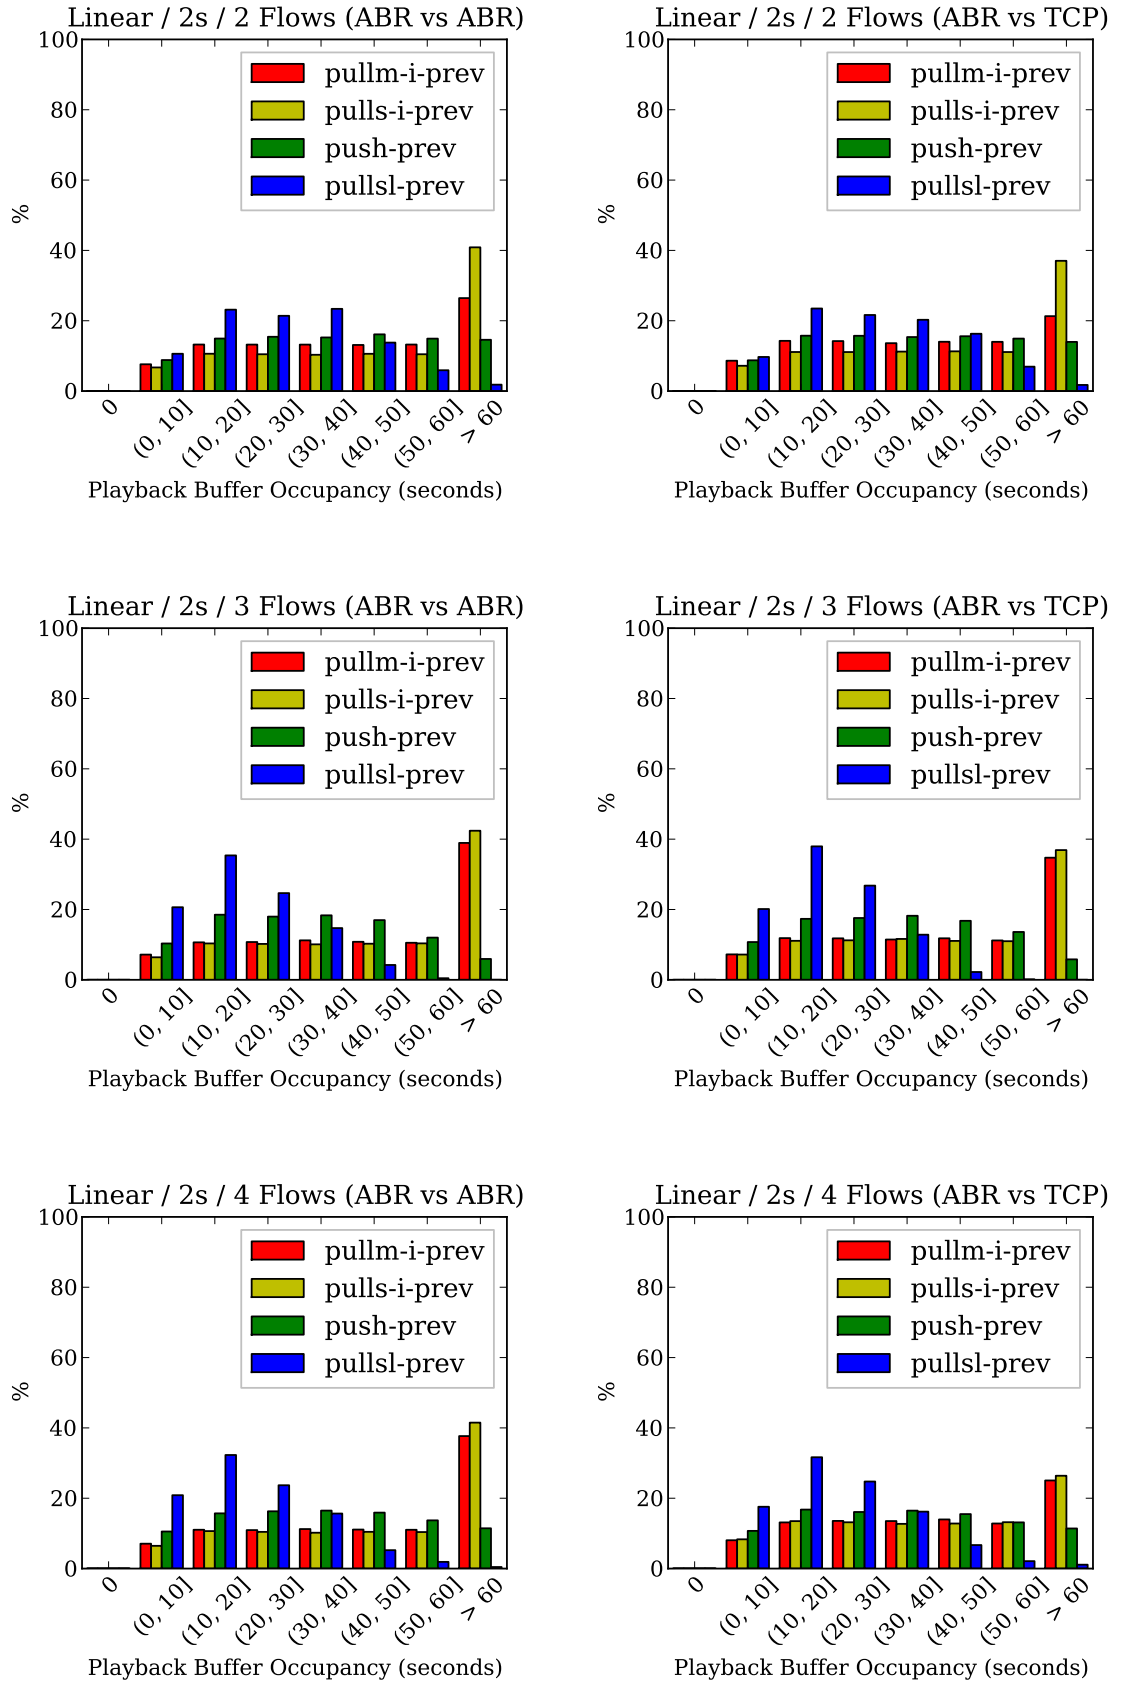 Linear / 2s / 2 Flows (ABR vs ABR)
100
80
60
40
20
0
%
pullm-i-prev
pulls-i-prev
push-prev
pullsl-prev
0
(0, 10]
(10, 20]
(20, 30]
(30, 40]
(40, 50]
(50, 60]
> 60
Playback Buffer Occupancy (seconds)
Linear / 2s / 2 Flows (ABR vs TCP)
100
80
60
40
20
0
%
pullm-i-prev
pulls-i-prev
push-prev
pullsl-prev
0
(0, 10]
(10, 20]
(20, 30]
(30, 40]
(40, 50]
(50, 60]
> 60
Playback Buffer Occupancy (seconds)
Linear / 2s / 3 Flows (ABR vs ABR)
100
80
60
40
20
0
%
pullm-i-prev
pulls-i-prev
push-prev
pullsl-prev
0
(0, 10]
(10, 20]
(20, 30]
(30, 40]
(40, 50]
(50, 60]
> 60
Playback Buffer Occupancy (seconds)
Linear / 2s / 3 Flows (ABR vs TCP)
100
80
60
40
20
0
%
pullm-i-prev
pulls-i-prev
push-prev
pullsl-prev
0
(0, 10]
(10, 20]
(20, 30]
(30, 40]
(40, 50]
(50, 60]
> 60
Playback Buffer Occupancy (seconds)
Linear / 2s / 4 Flows (ABR vs ABR)
100
80
60
40
20
0
%
pullm-i-prev
pulls-i-prev
push-prev
pullsl-prev
0
(0, 10]
(10, 20]
(20, 30]
(30, 40]
(40, 50]
(50, 60]
> 60
Playback Buffer Occupancy (seconds)
Linear / 2s / 4 Flows (ABR vs TCP)
100
80
60
40
20
0
%
pullm-i-prev
pulls-i-prev
push-prev
pullsl-prev
0
(0, 10]
(10, 20]
(20, 30]
(30, 40]
(40, 50]
(50, 60]
> 60
Playback Buffer Occupancy (seconds)